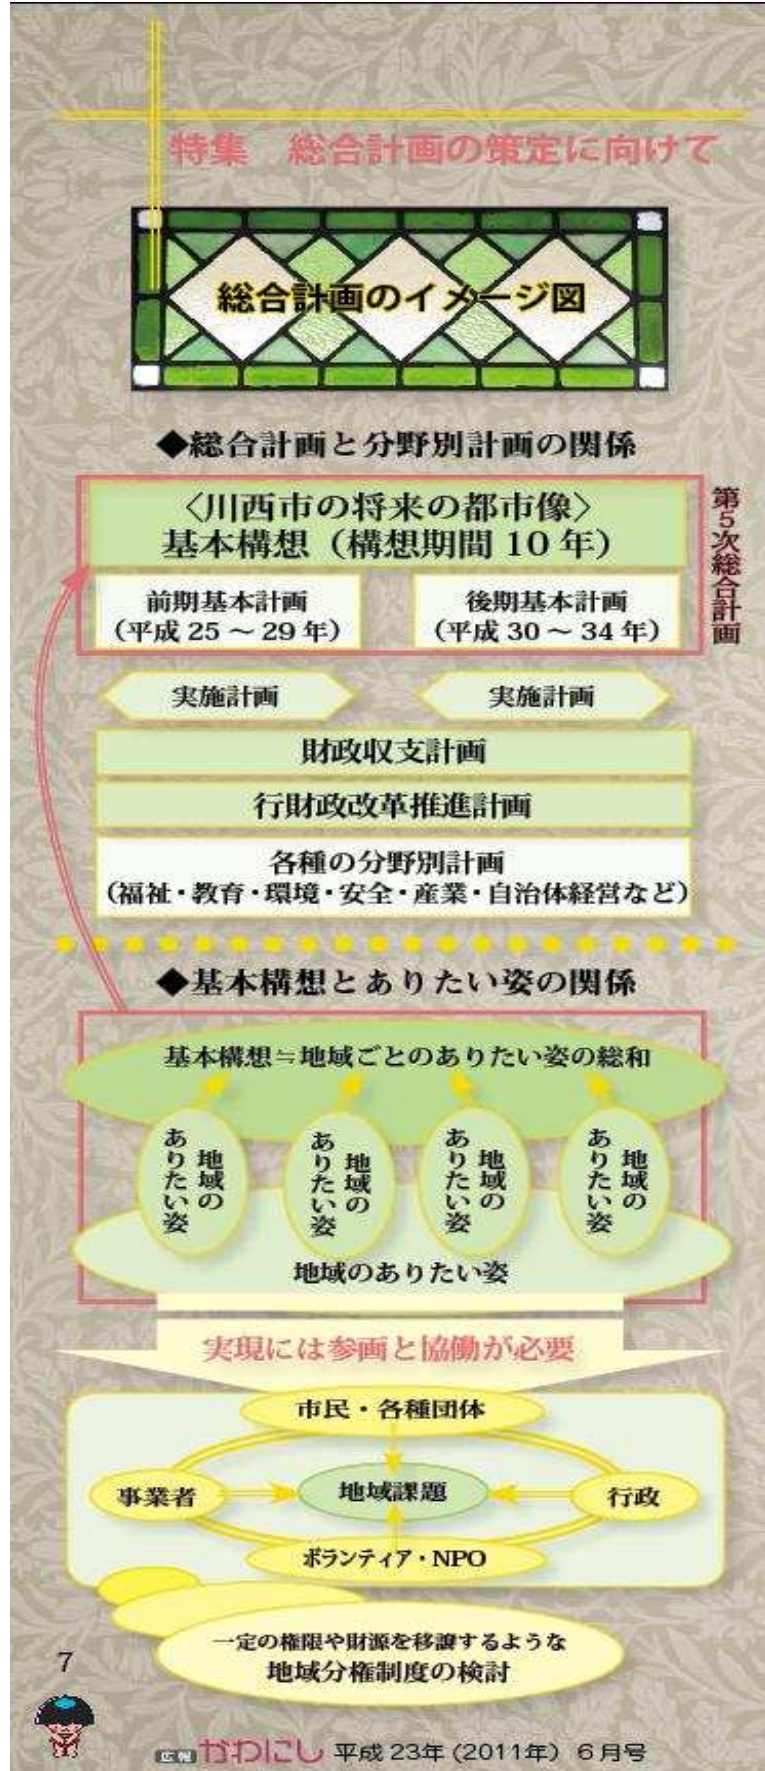 特集 総合計画の策定に向けて
総合計画のイメージ図
◆総合計画と分野別計画の関係
〈川西市の将来の都市像〉
基本構想（構想期間 10 年）
前期基本計画
（平成 25 ～ 29 年）
後期基本計画
（平成 30 ～ 34 年）
第5次総合計画
実施計画
実施計画
財政収支計画
行財政改革推進計画
各種の分野別計画
（福祉・教育・環境・安全・産業・自治体経営など）
◆基本構想とありたい姿の関係
基本構想≒地域ごとのありたい姿の総和
地域の
ありたい姿
地域の
ありたい姿
地域の
ありたい姿
地域の
ありたい姿
地域のありたい姿
実現には参画と協働が必要
市民・各種団体
事業者
地域課題
行政
ボランティア・NPO
一定の権限や財源を移譲するような
地域分権制度の検討
7
広報 かわにし 平成 23年 (2011年) 6月号